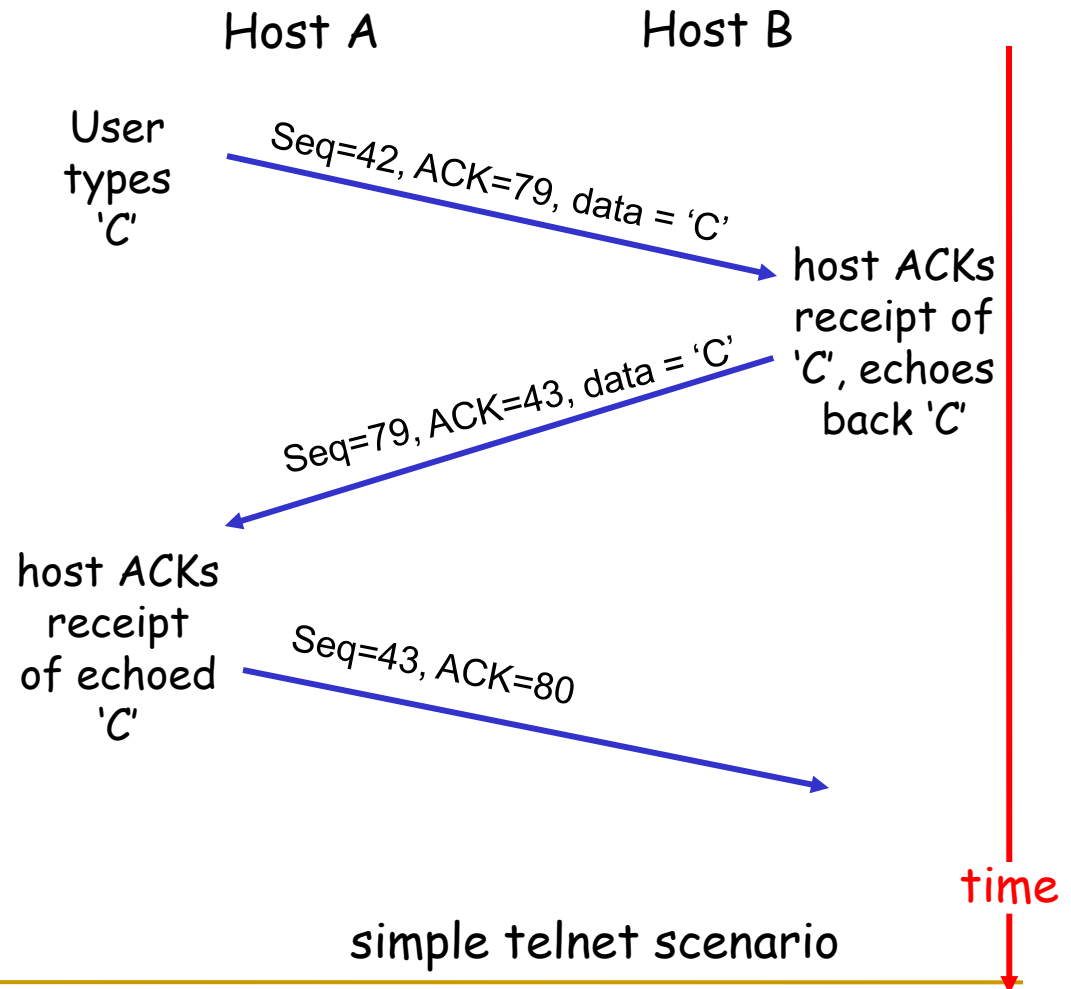 Host A
Host B
User
types
‘C’
Seq=42, ACK=79, data = ‘C’
host ACKs
receipt of
‘C’, echoes
back ‘C’
Seq=79, ACK=43, data = ‘C’
host ACKs
receipt
of echoed
‘C’
Seq=43, ACK=80
time
simple telnet scenario